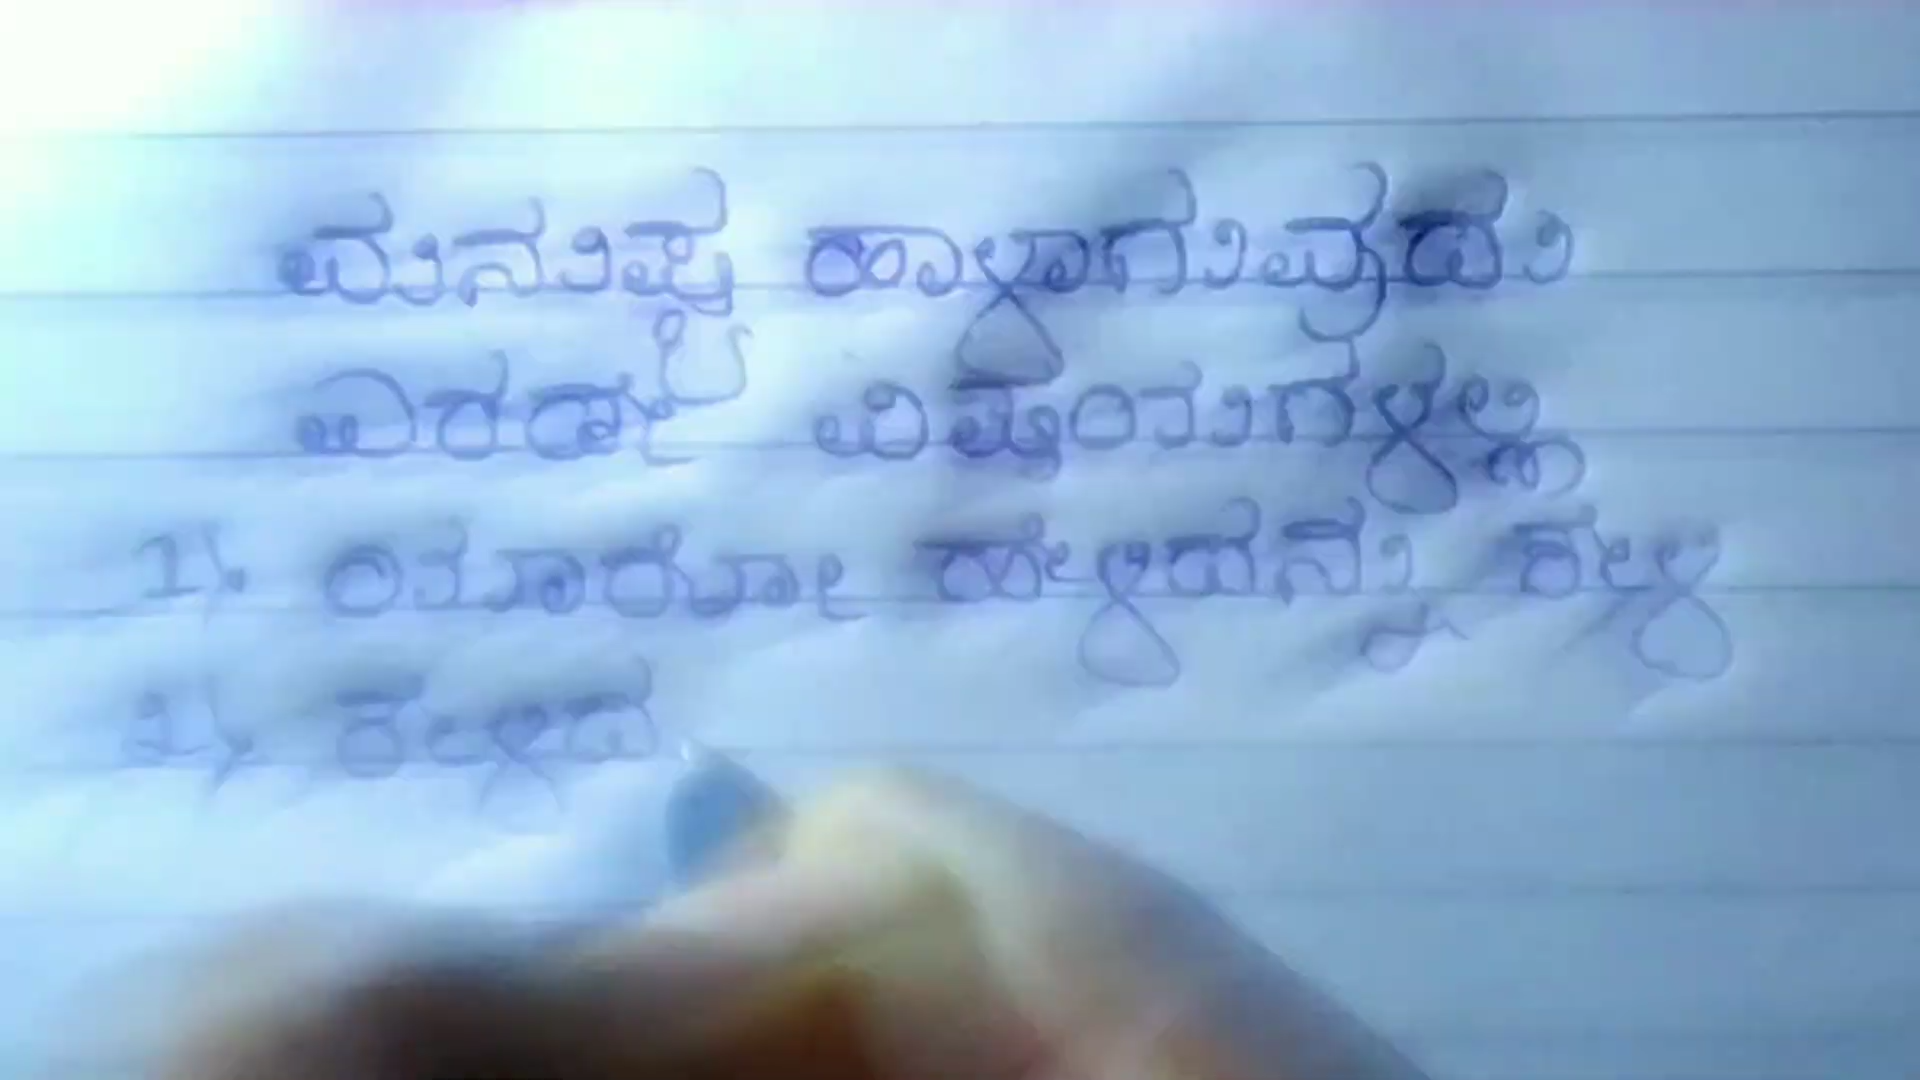 ಮನುಷ್ಯ ಹಾಳಾಗುವುದು
ಎರಡೇ ವಿಷಯಗಳಲ್ಲಿ
1). ಯಾರೋ ಹೇಳಿದನ್ನು ಕೇಳಿ
2). ಕೇಳಿದ